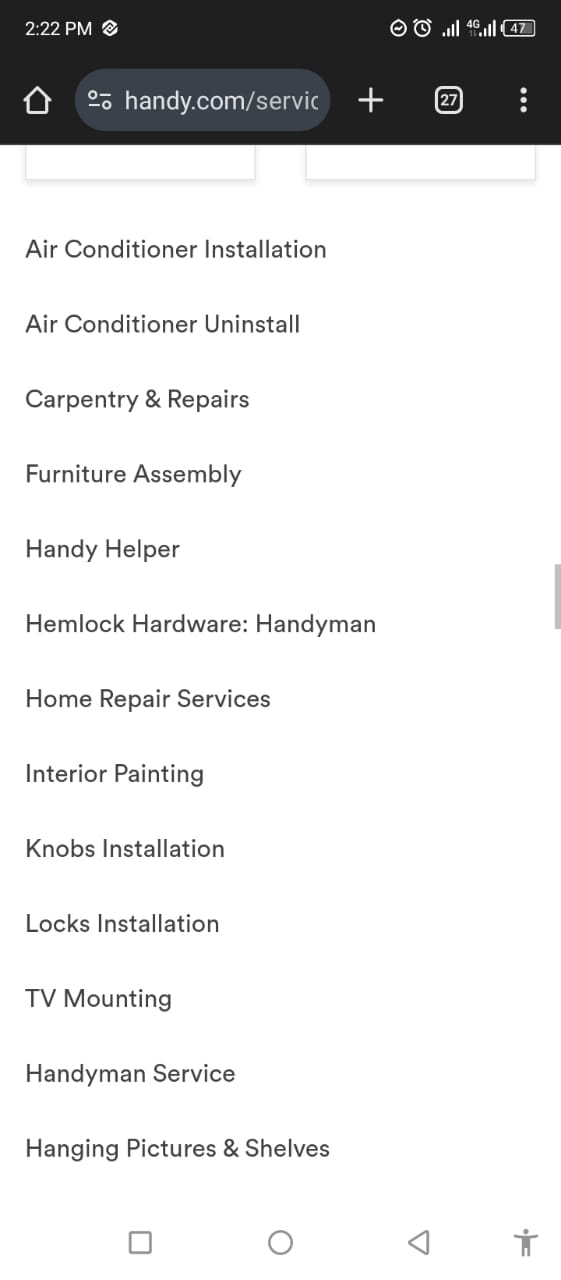 2:22 PM
4G
47
handy.com/servic
27
Air Conditioner Installation
Air Conditioner Uninstall
Carpentry & Repairs
Furniture Assembly
Handy Helper
Hemlock Hardware: Handyman
Home Repair Services
Interior Painting
Knobs Installation
Locks Installation
TV Mounting
Handyman Service
Hanging Pictures & Shelves